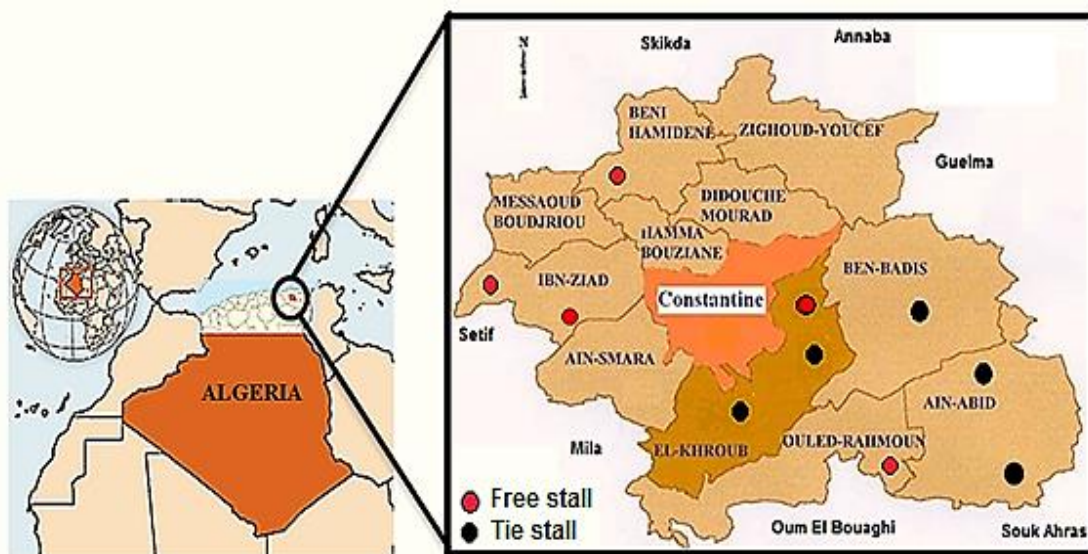 Skikda
Annaba
BENI
HAMIDENE
ZIGHOUD-YOUCEF
Guelma
MESSAOUD
BOUDJRIOU
DIDOUCHE
MOURAD
HAMMA
BOUZIANE
IBN-ZIAD
BEN-BADIS
Constantine
Setif
AIN-SMARA
ALGERIA
AIN-ABID
Mila
EL-KHROUB
OULED-RAHMOUN
Free stall
Tie stall
Oum El Bouaghi
Souk Ahras